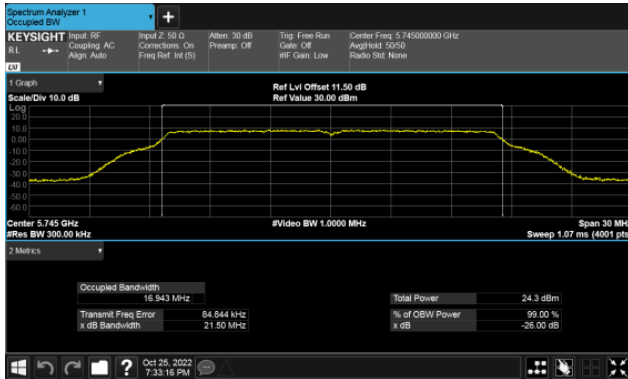 Spectrum Analyzer 1
Occupied BW
KEYSIGHT Input: RF Input Z: 50 Ω Atten: 30 dB Trig: Free Run Center Freq: 5.745000000 GHz
RL Coupling: AC Corrections: On Preamp: Off Gate: Off Avg|Hold: 50/50
Align: Auto Freq Ref: Int (S) #IF Gain: Low Radio Std: None
LXI
1 Graph
Ref Lvl Offset 11.50 dB
Scale/Div 10.0 dB Ref Value 30.00 dBm
Log
20.0
10.0
0.00
-10.0
-20.0
-30.0
-40.0
-50.0
-60.0
Center 5.745 GHz #Video BW 1.0000 MHz Span 30 MH
#Res BW 300.00 kHz Sweep 1.07 ms (4001 pts
2 Metrics
Occupied Bandwidth
16.943 MHz Total Power 24.3 dBm
Transmit Freq Error 84.844 kHz % of OBW Power 99.00 %
x dB Bandwidth 21.50 MHz x dB -26.00 dB
? Oct 25, 2022
7:33:16 PM